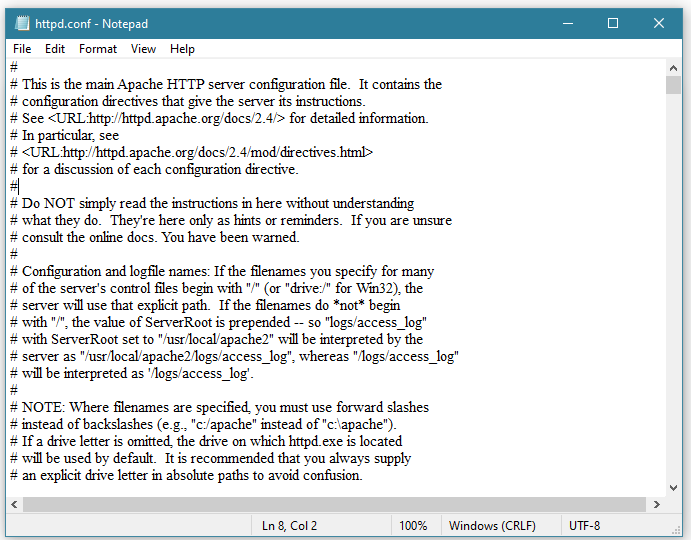 httpd.conf - Notepad
File Edit Format View Help
#
# This is the main Apache HTTP server configuration file.  It contains the
# configuration directives that give the server its instructions.
# See <URL:http://httpd.apache.org/docs/2.4/> for detailed information.
# In particular, see
# <URL:http://httpd.apache.org/docs/2.4/mod/directives.html>
# for a discussion of each configuration directive.
#
# Do NOT simply read the instructions in here without understanding
# what they do.  They're here only as hints or reminders.  If you are unsure
# consult the online docs. You have been warned.
#
# Configuration and logfile names: If the filenames you specify for many
# of the server's control files begin with "/" (or "drive:/" for Win32), the
# server will use that explicit path.  If the filenames do *not* begin
# with "/", the value of ServerRoot is prepended -- so "logs/access_log"
# with ServerRoot set to "/usr/local/apache2" will be interpreted by the
# server as "/usr/local/apache2/logs/access_log", whereas "/logs/access_log"
# will be interpreted as '/logs/access_log'.
#
# NOTE: Where filenames are specified, you must use forward slashes
# instead of backslashes (e.g., "c:/apache" instead of "c:\apache").
# If a drive letter is omitted, the drive on which httpd.exe is located
# will be used by default.  It is recommended that you always supply
# an explicit drive letter in absolute paths to avoid confusion.
Ln 8, Col 2 100% Windows (CRLF) UTF-8